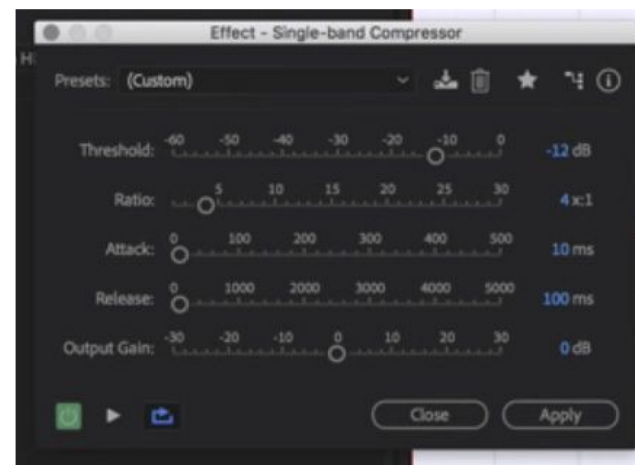 Effect - Single-band Compressor
H
Presets: (Custom)
-60 -50 -40 -30 -20 -10 0
Threshold: -12 dB
5 10 15 20 25 30
Ratio: 4 x:1
0 100 200 300 400 500
Attack: 10 ms
0 1000 2000 3000 4000 5000
Release: 100 ms
-30 -20 -10 0 10 20 30
Output Gain: 0 dB
Close Apply